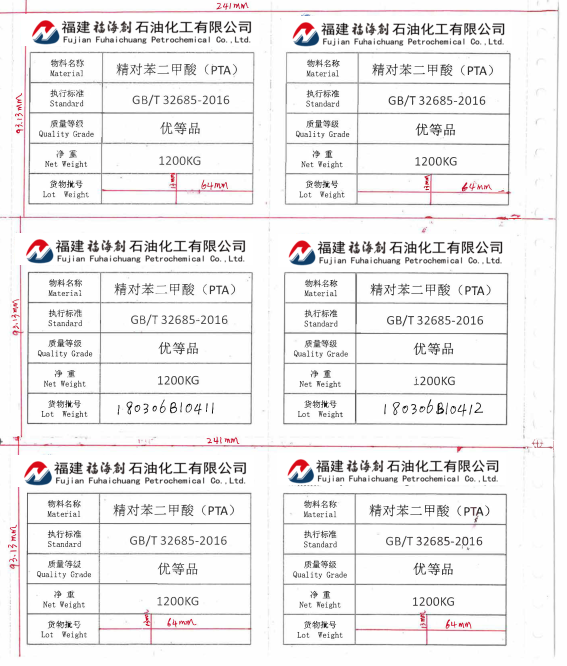 241mm
福建 福海创 石油化工有限公司 福建 福海创 石油化工有限公司
Fujian Fuhaichuang Petrochemical Co.,Ltd. Fujian Fuhaichuang Petrochemical Co.,Ltd.
物料名称 精对苯二甲酸（PTA） 物料名称 精对苯二甲酸（PTA）
Material Material
执行标准 GB/T 32685-2016 执行标准 GB/T 32685-2016
Standard Standard
93.13mm
质量等级 优等品 质量等级 优等品
Quality Grade Quality Grade
净 重 1200KG 净 重 1200KG
Net Weight Net Weight
货物批号 13mm 64mm 货物批号 13mm 64mm
Lot Weight Lot Weight
福建 福海创 石油化工有限公司 福建 福海创 石油化工有限公司
Fujian Fuhaichuang Petrochemical Co.,Ltd. Fujian Fuhaichuang Petrochemical Co.,Ltd.
物料名称 精对苯二甲酸（PTA） 物料名称 精对苯二甲酸（PTA）
Material Material
执行标准 GB/T 32685-2016 执行标准 GB/T 32685-2016
Standard Standard
93.13mm
质量等级 优等品 质量等级 优等品
Quality Grade Quality Grade
净 重 1200KG 净 重 1200KG
Net Weight Net Weight
货物批号 180306B10411 货物批号 180306B10412
Lot Weight Lot Weight
241mm
福建 福海创 石油化工有限公司 福建 福海创 石油化工有限公司
Fujian Fuhaichuang Petrochemical Co.,Ltd. Fujian Fuhaichuang Petrochemical Co.,Ltd.
物料名称 精对苯二甲酸（PTA） 物料名称 精对苯二甲酸（PTA）
Material Material
执行标准 GB/T 32685-2016 执行标准 GB/T 32685-2016
Standard Standard
93.13mm
质量等级 优等品 质量等级 优等品
Quality Grade Quality Grade
净 重 1200KG 净 重 1200KG
Net Weight Net Weight
货物批号 13mm 64mm 货物批号 13mm 64mm
Lot Weight Lot Weight